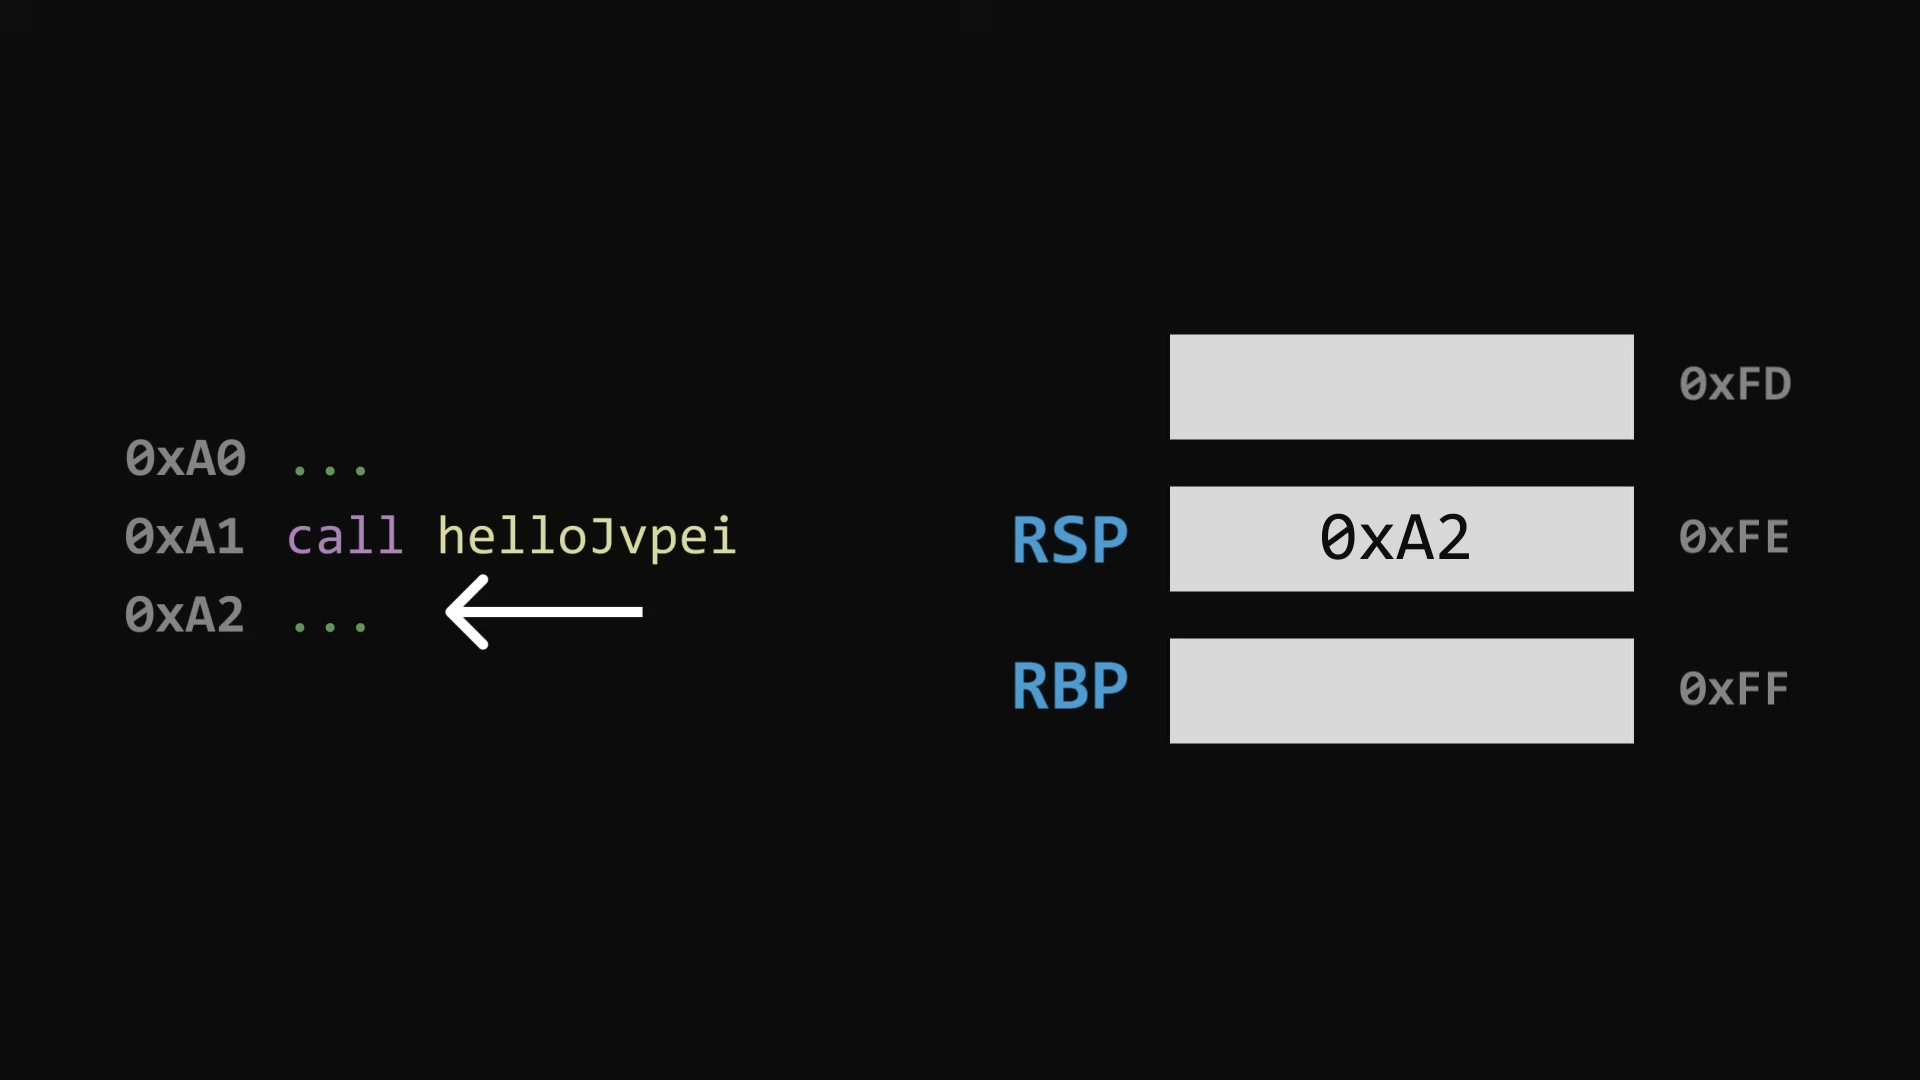 0xA0 ...
0xA1 call helloJvpei
0xA2 ...
0xFD
RSP 0xA2 0xFE
RBP 0xFF